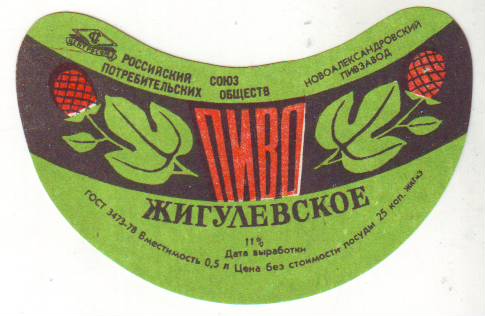 РОССИЙСКИЙ СОЮЗ
ПОТРЕБИТЕЛЬСКИХ ОБЩЕСТВ
НОВОАЛЕКСАНДРОВСКИЙ
ПИВЗАВОД
ПИВО
ЖИГУЛЕВСКОЕ
11%
Дата выработки
ГОСТ 3473-78 Вместимость 0,5 л Цена без стоимости посуды 25 коп.